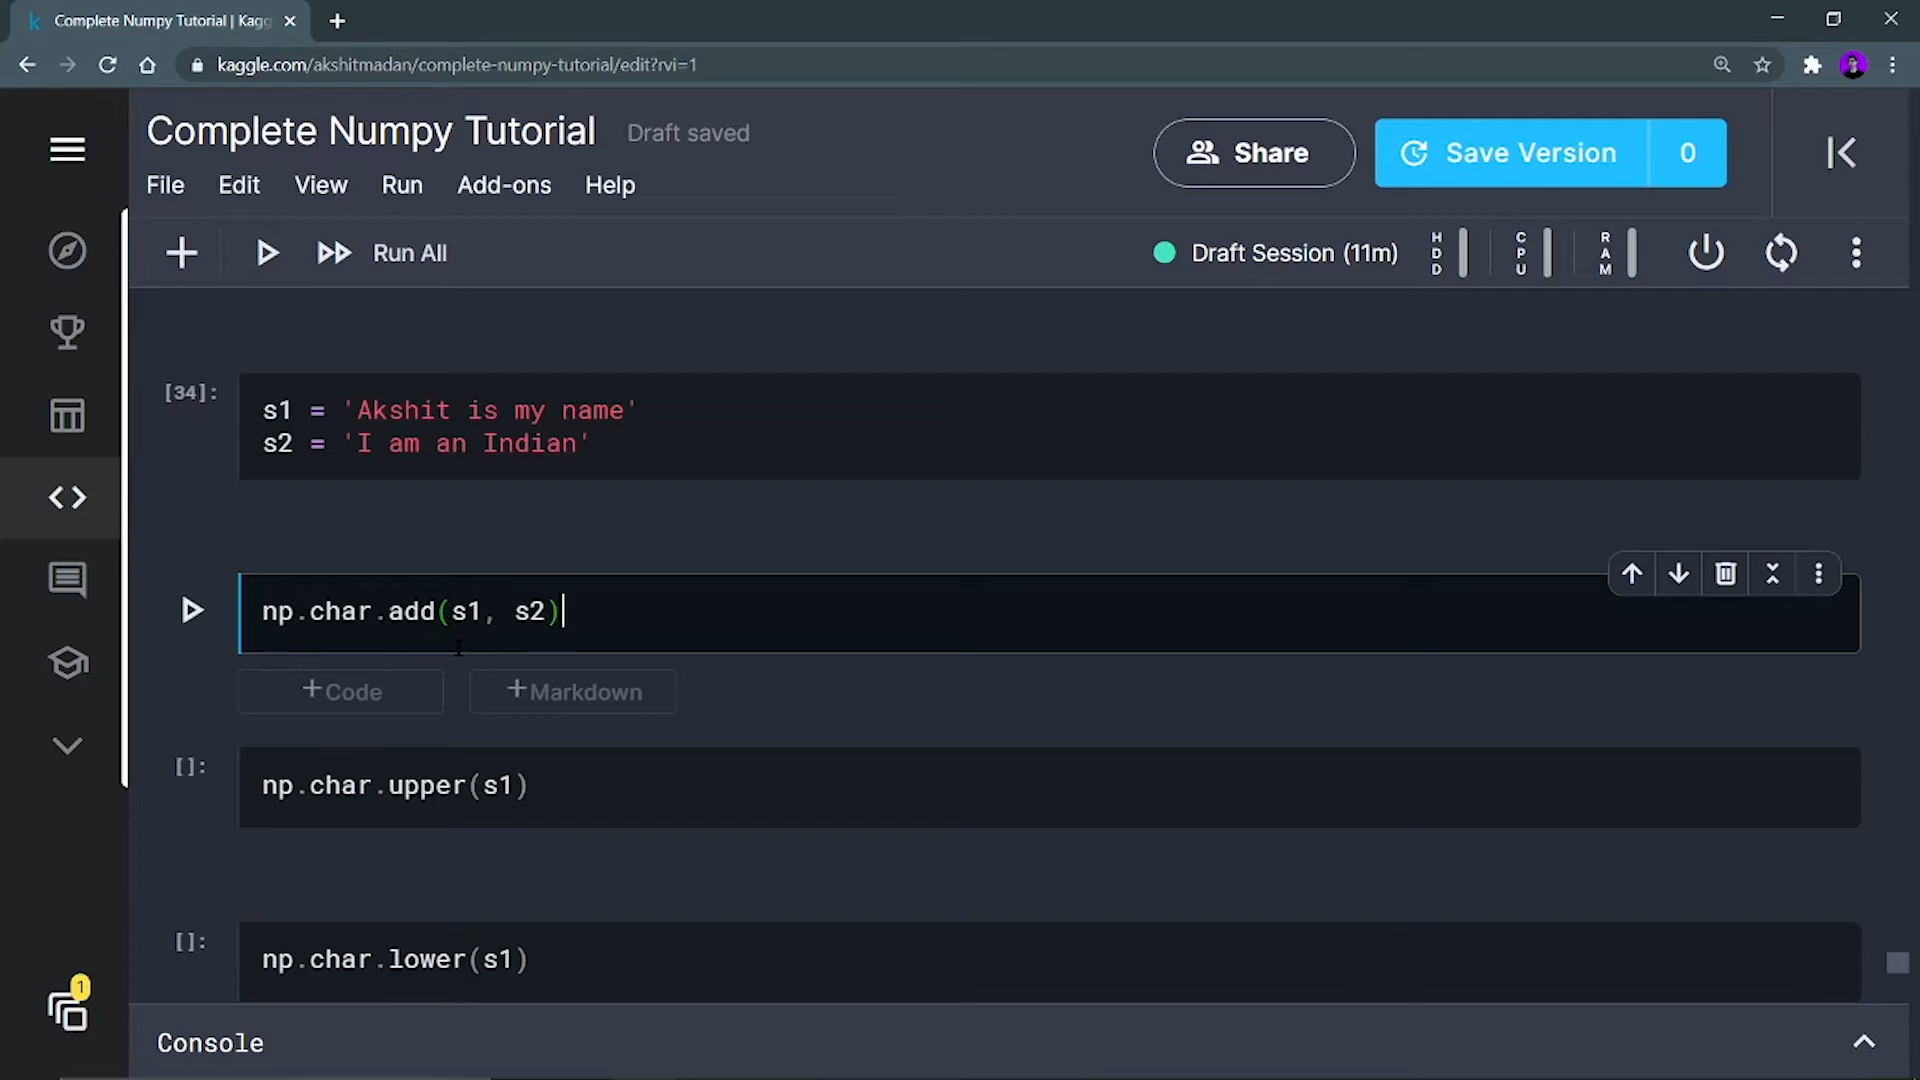 Complete Numpy Tutorial | Kagg
kaggle.com/akshitmadan/complete-numpy-tutorial/edit?rvi=1
Complete Numpy Tutorial Draft saved
Share
Save Version 0
File Edit View Run Add-ons Help
Run All
Draft Session (11m)
HDD
CPU
RAM
[34]:
s1 = 'Akshit is my name'
s2 = 'I am an Indian'
np.char.add(s1, s2)
+ Code + Markdown
[]:
np.char.upper(s1)
[]:
np.char.lower(s1)
1
Console